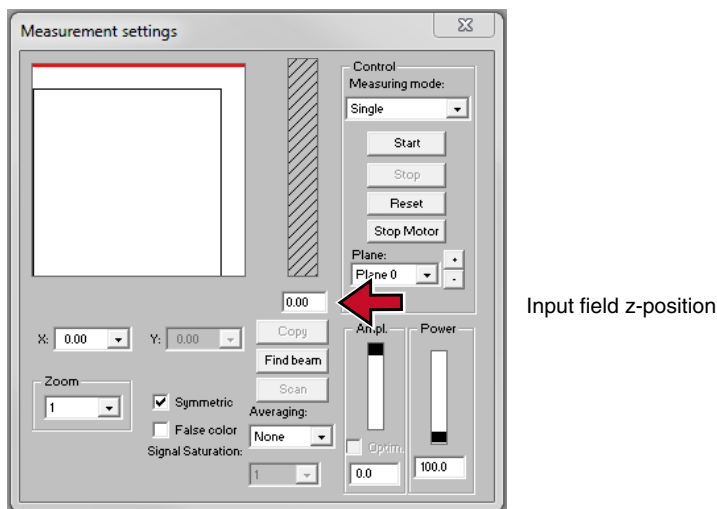 Measurement settings
Control
Measuring mode:
Single
Start
Stop
Reset
Stop Motor
Plane:
Plane 0
+
-
0.00
Input field z-position
X: 0.00
Y: 0.00
Copy
Find beam
Scan
Ampl.
Power
Zoom
1
Symmetric
False color
Averaging:
None
Signal Saturation:
1
Optim.
0.0
100.0